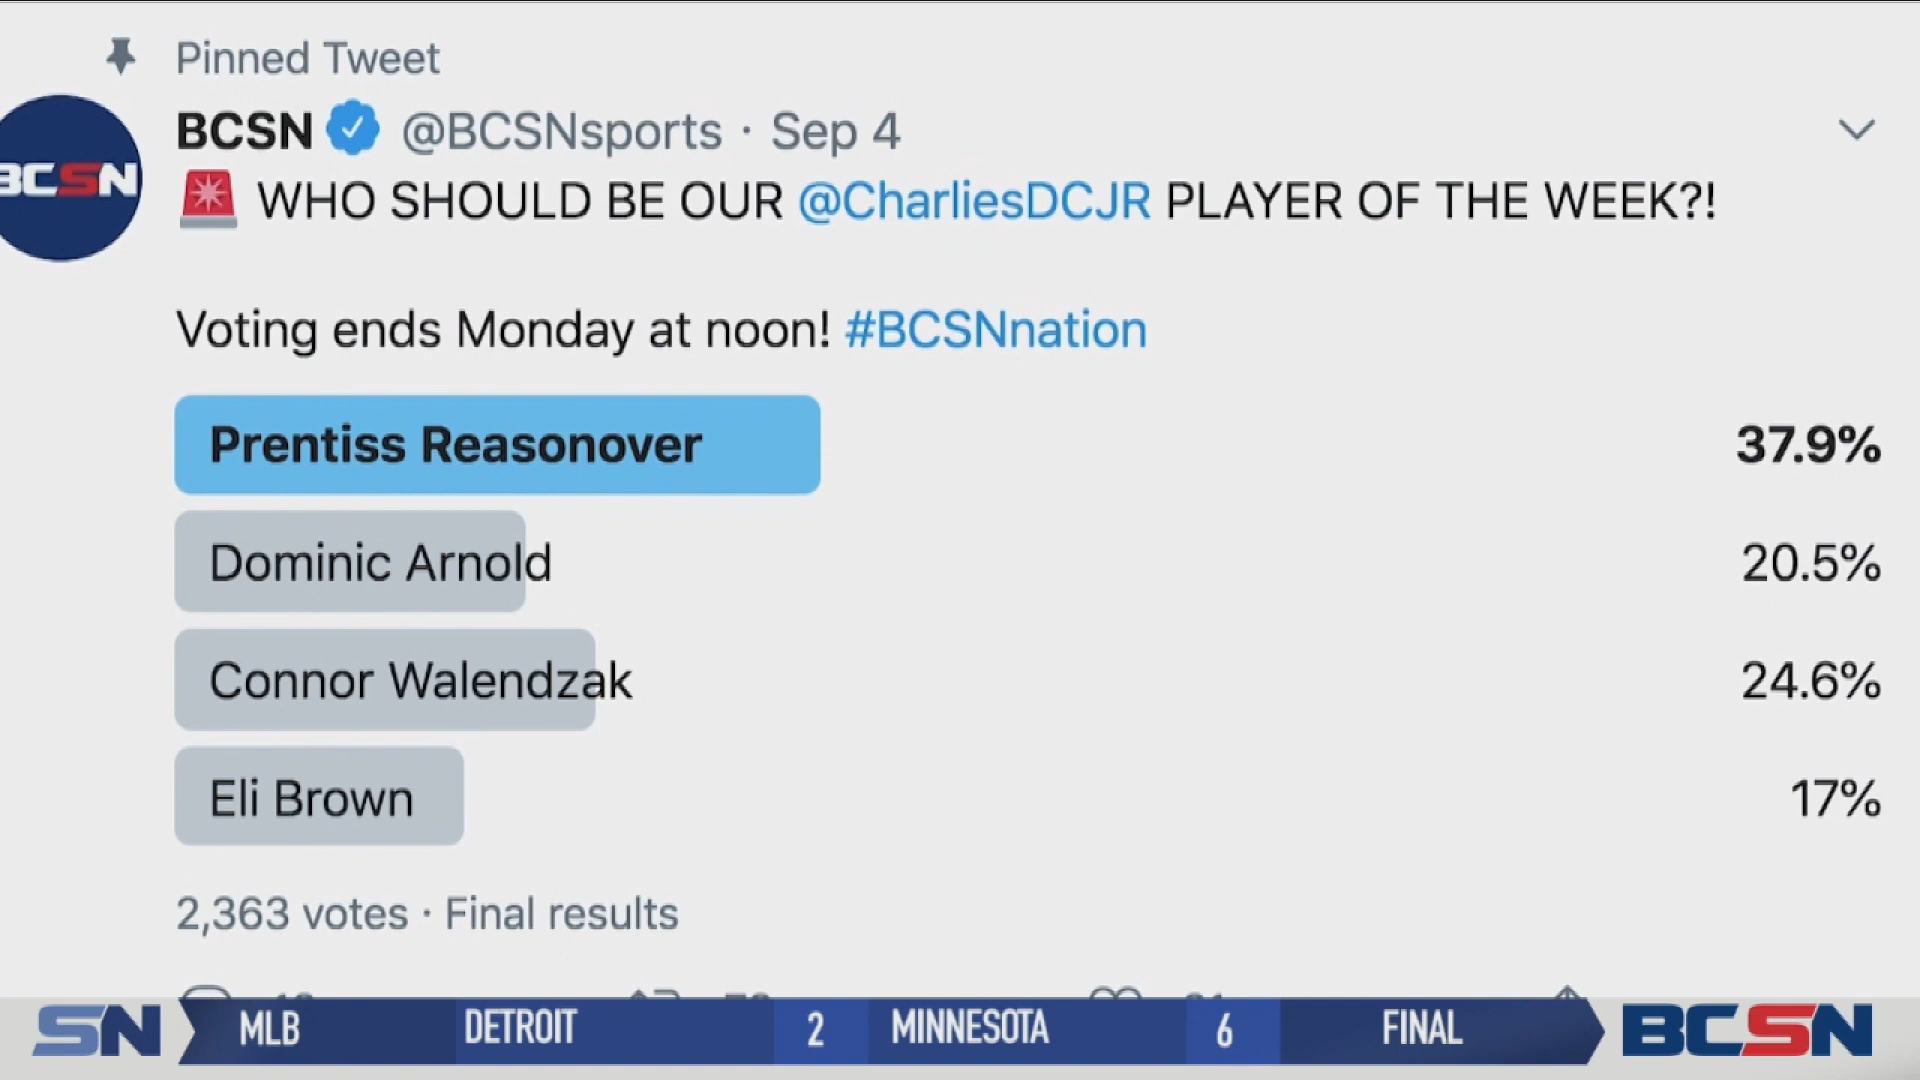 Pinned Tweet
BCSN @BCSNsports · Sep 4
BCSN
🚨 WHO SHOULD BE OUR @CharliesDCJR PLAYER OF THE WEEK?!
Voting ends Monday at noon! #BCSNnation
Prentiss Reasonover 37.9%
Dominic Arnold 20.5%
Connor Walendzak 24.6%
Eli Brown 17%
2,363 votes · Final results
SN MLB DETROIT 2 MINNESOTA 6 FINAL BCSN